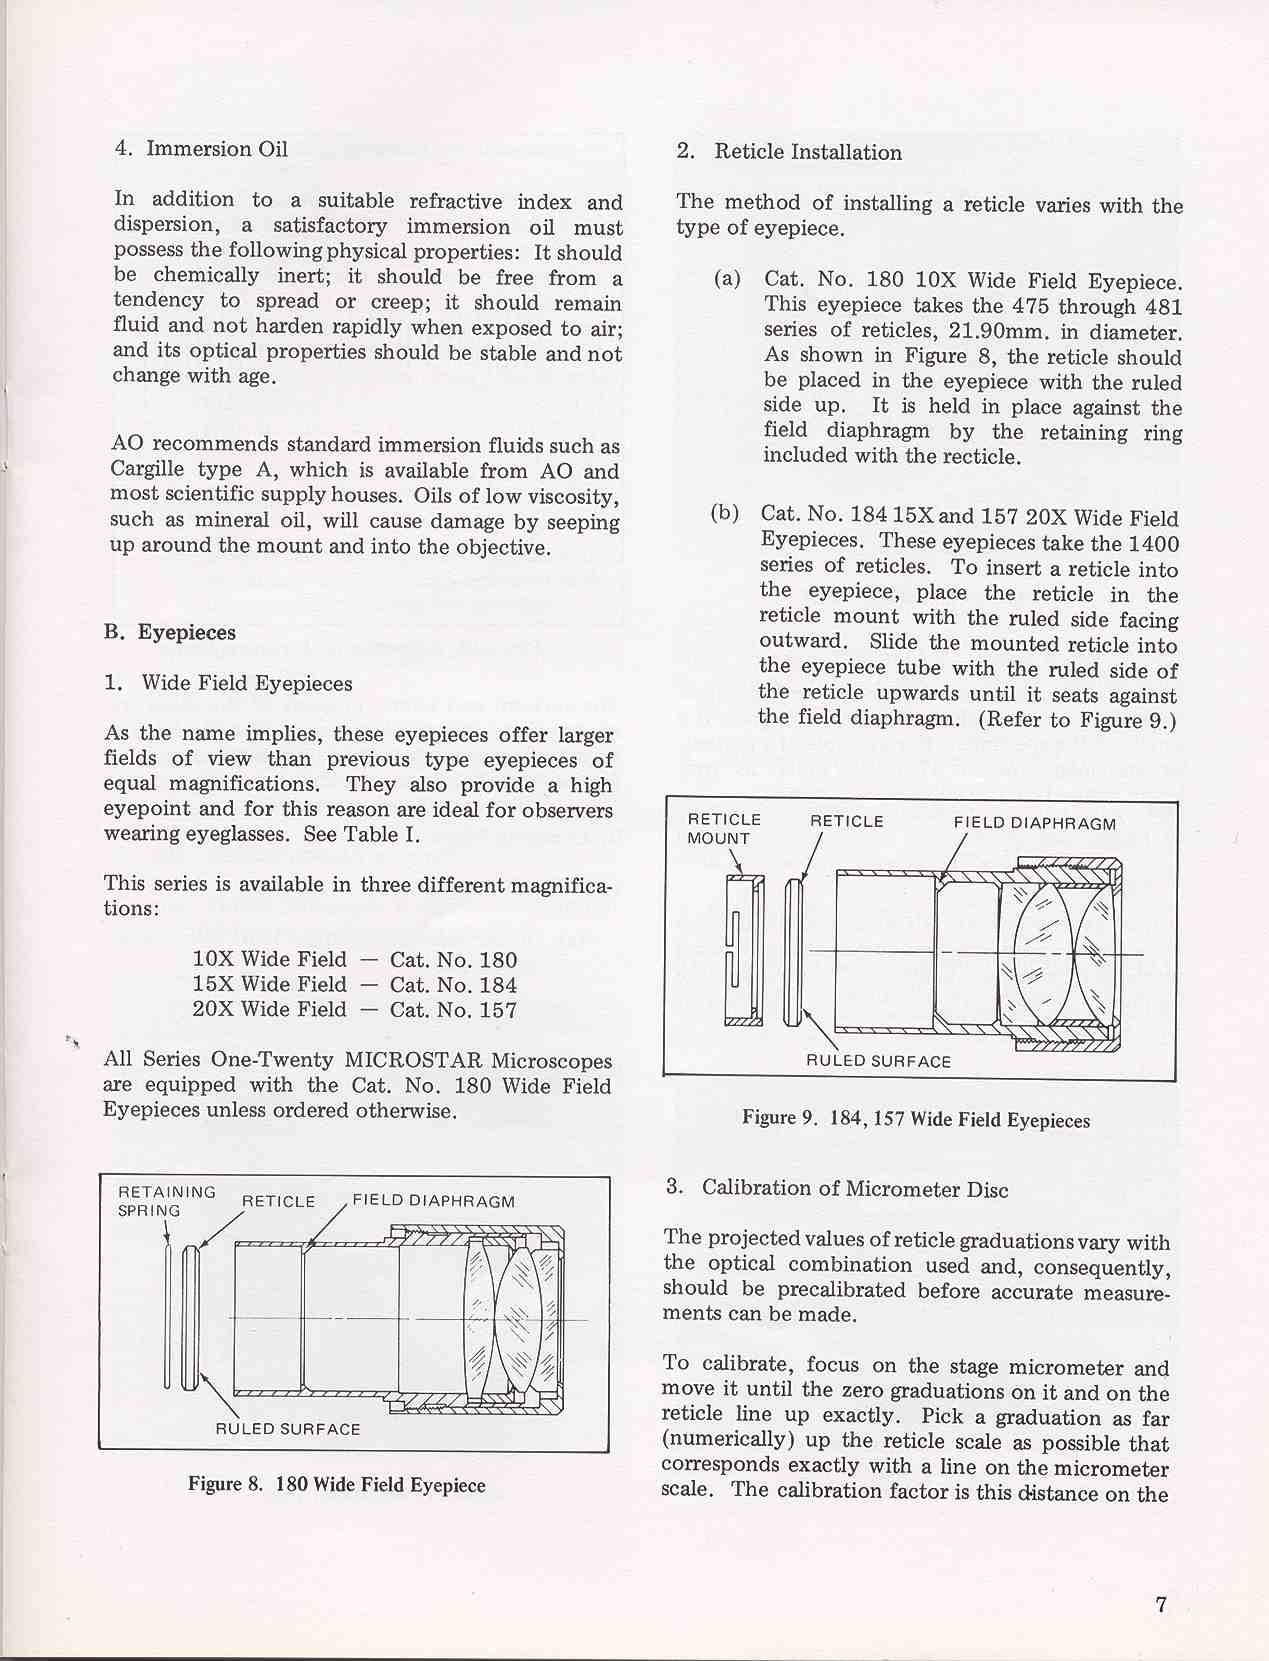 4. Immersion Oil
In addition to a suitable refractive index and
dispersion, a satisfactory immersion oil must
possess the following physical properties: It should
be chemically inert; it should be free from a
tendency to spread or creep; it should remain
fluid and not harden rapidly when exposed to air;
and its optical properties should be stable and not
change with age.
AO recommends standard immersion fluids such as
Cargille type A, which is available from AO and
most scientific supply houses. Oils of low viscosity,
such as mineral oil, will cause damage by seeping
up around the mount and into the objective.
B. Eyepieces
1. Wide Field Eyepieces
As the name implies, these eyepieces offer larger
fields of view than previous type eyepieces of
equal magnifications. They also provide a high
eyepoint and for this reason are ideal for observers
wearing eyeglasses. See Table I.
This series is available in three different magnifica-
tions:
10X Wide Field — Cat. No. 180
15X Wide Field — Cat. No. 184
20X Wide Field — Cat. No. 157
All Series One-Twenty MICROSTAR Microscopes
are equipped with the Cat. No. 180 Wide Field
Eyepieces unless ordered otherwise.
RETAINING
SPRING
RETICLE
FIELD DIAPHRAGM
RULED SURFACE
Figure 8. 180 Wide Field Eyepiece
2. Reticle Installation
The method of installing a reticle varies with the
type of eyepiece.
(a) Cat. No. 180 10X Wide Field Eyepiece.
This eyepiece takes the 475 through 481
series of reticles, 21.90mm. in diameter.
As shown in Figure 8, the reticle should
be placed in the eyepiece with the ruled
side up. It is held in place against the
field diaphragm by the retaining ring
included with the recticle.
(b) Cat. No. 184 15X and 157 20X Wide Field
Eyepieces. These eyepieces take the 1400
series of reticles. To insert a reticle into
the eyepiece, place the reticle in the
reticle mount with the ruled side facing
outward. Slide the mounted reticle into
the eyepiece tube with the ruled side of
the reticle upwards until it seats against
the field diaphragm. (Refer to Figure 9.)
RETICLE
MOUNT
RETICLE
FIELD DIAPHRAGM
RULED SURFACE
Figure 9. 184, 157 Wide Field Eyepieces
3. Calibration of Micrometer Disc
The projected values of reticle graduations vary with
the optical combination used and, consequently,
should be precalibrated before accurate measure-
ments can be made.
To calibrate, focus on the stage micrometer and
move it until the zero graduations on it and on the
reticle line up exactly. Pick a graduation as far
(numerically) up the reticle scale as possible that
corresponds exactly with a line on the micrometer
scale. The calibration factor is this distance on the
7